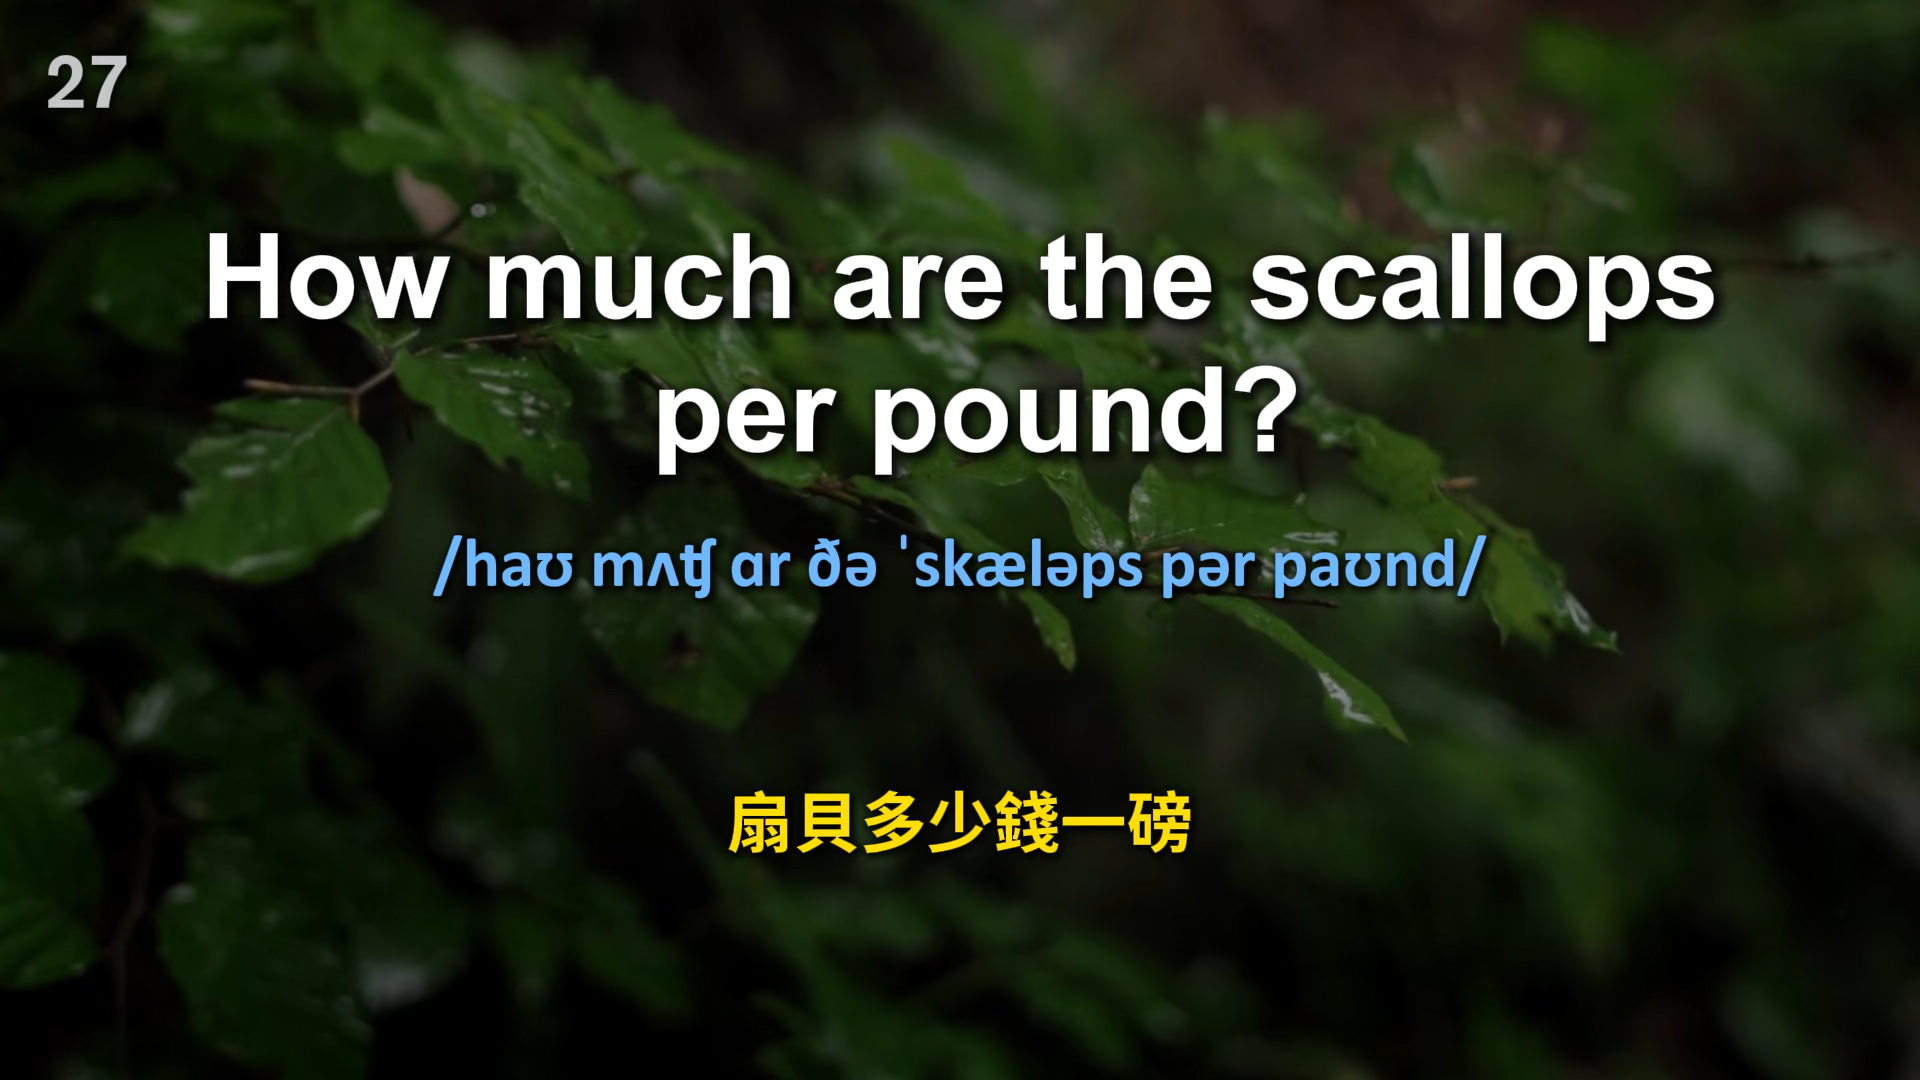 27
How much are the scallops
per pound?
/haʊ mʌʧ ɑr ðə ˈskæləps pər paʊnd/
扇貝多少錢一磅